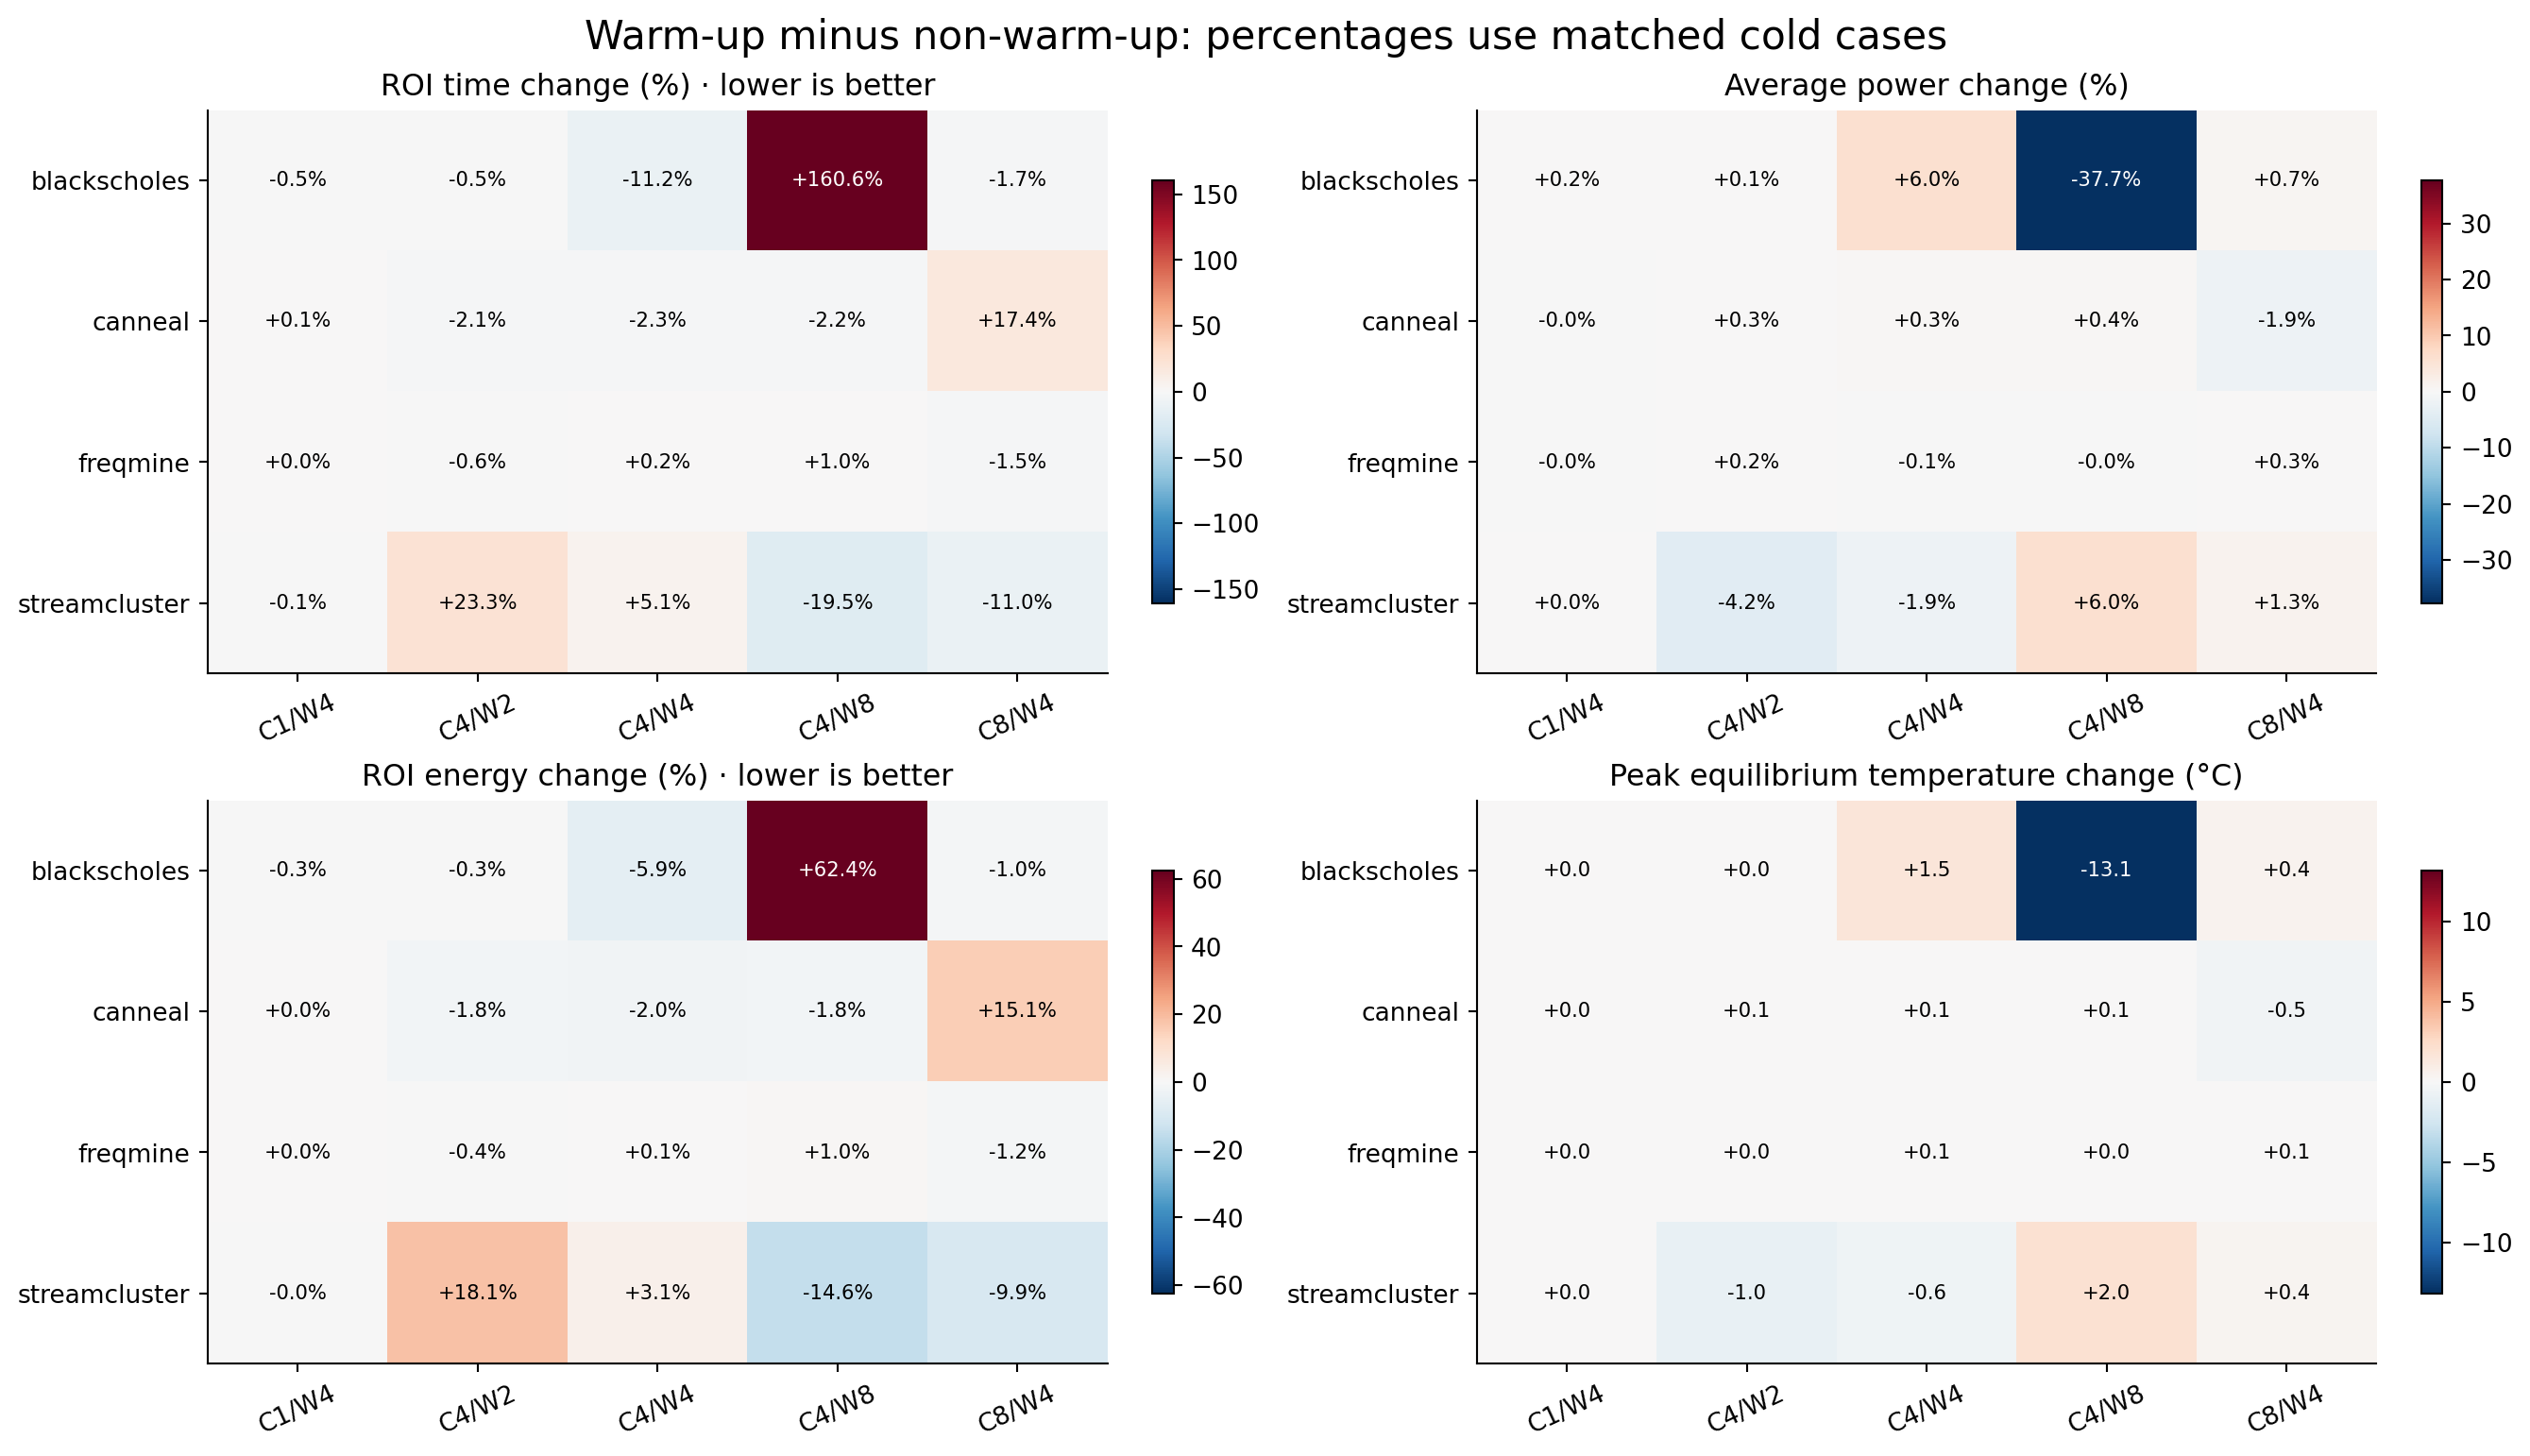 Warm-up minus non-warm-up: percentages use matched cold cases
ROI time change (%) · lower is better
blackscholes -0.5% -0.5% -11.2% +160.6% -1.7%
canneal +0.1% -2.1% -2.3% -2.2% +17.4%
freqmine +0.0% -0.6% +0.2% +1.0% -1.5%
streamcluster -0.1% +23.3% +5.1% -19.5% -11.0%
C1/W4 C4/W2 C4/W4 C4/W8 C8/W4
150
100
50
0
−50
−100
−150
Average power change (%)
blackscholes +0.2% +0.1% +6.0% -37.7% +0.7%
canneal -0.0% +0.3% +0.3% +0.4% -1.9%
freqmine -0.0% +0.2% -0.1% -0.0% +0.3%
streamcluster +0.0% -4.2% -1.9% +6.0% +1.3%
C1/W4 C4/W2 C4/W4 C4/W8 C8/W4
30
20
10
0
−10
−20
−30
ROI energy change (%) · lower is better
blackscholes -0.3% -0.3% -5.9% +62.4% -1.0%
canneal +0.0% -1.8% -2.0% -1.8% +15.1%
freqmine +0.0% -0.4% +0.1% +1.0% -1.2%
streamcluster -0.0% +18.1% +3.1% -14.6% -9.9%
C1/W4 C4/W2 C4/W4 C4/W8 C8/W4
60
40
20
0
−20
−40
−60
Peak equilibrium temperature change (°C)
blackscholes +0.0 +0.0 +1.5 -13.1 +0.4
canneal +0.0 +0.1 +0.1 +0.1 -0.5
freqmine +0.0 +0.0 +0.1 +0.0 +0.1
streamcluster +0.0 -1.0 -0.6 +2.0 +0.4
C1/W4 C4/W2 C4/W4 C4/W8 C8/W4
10
5
0
−5
−10